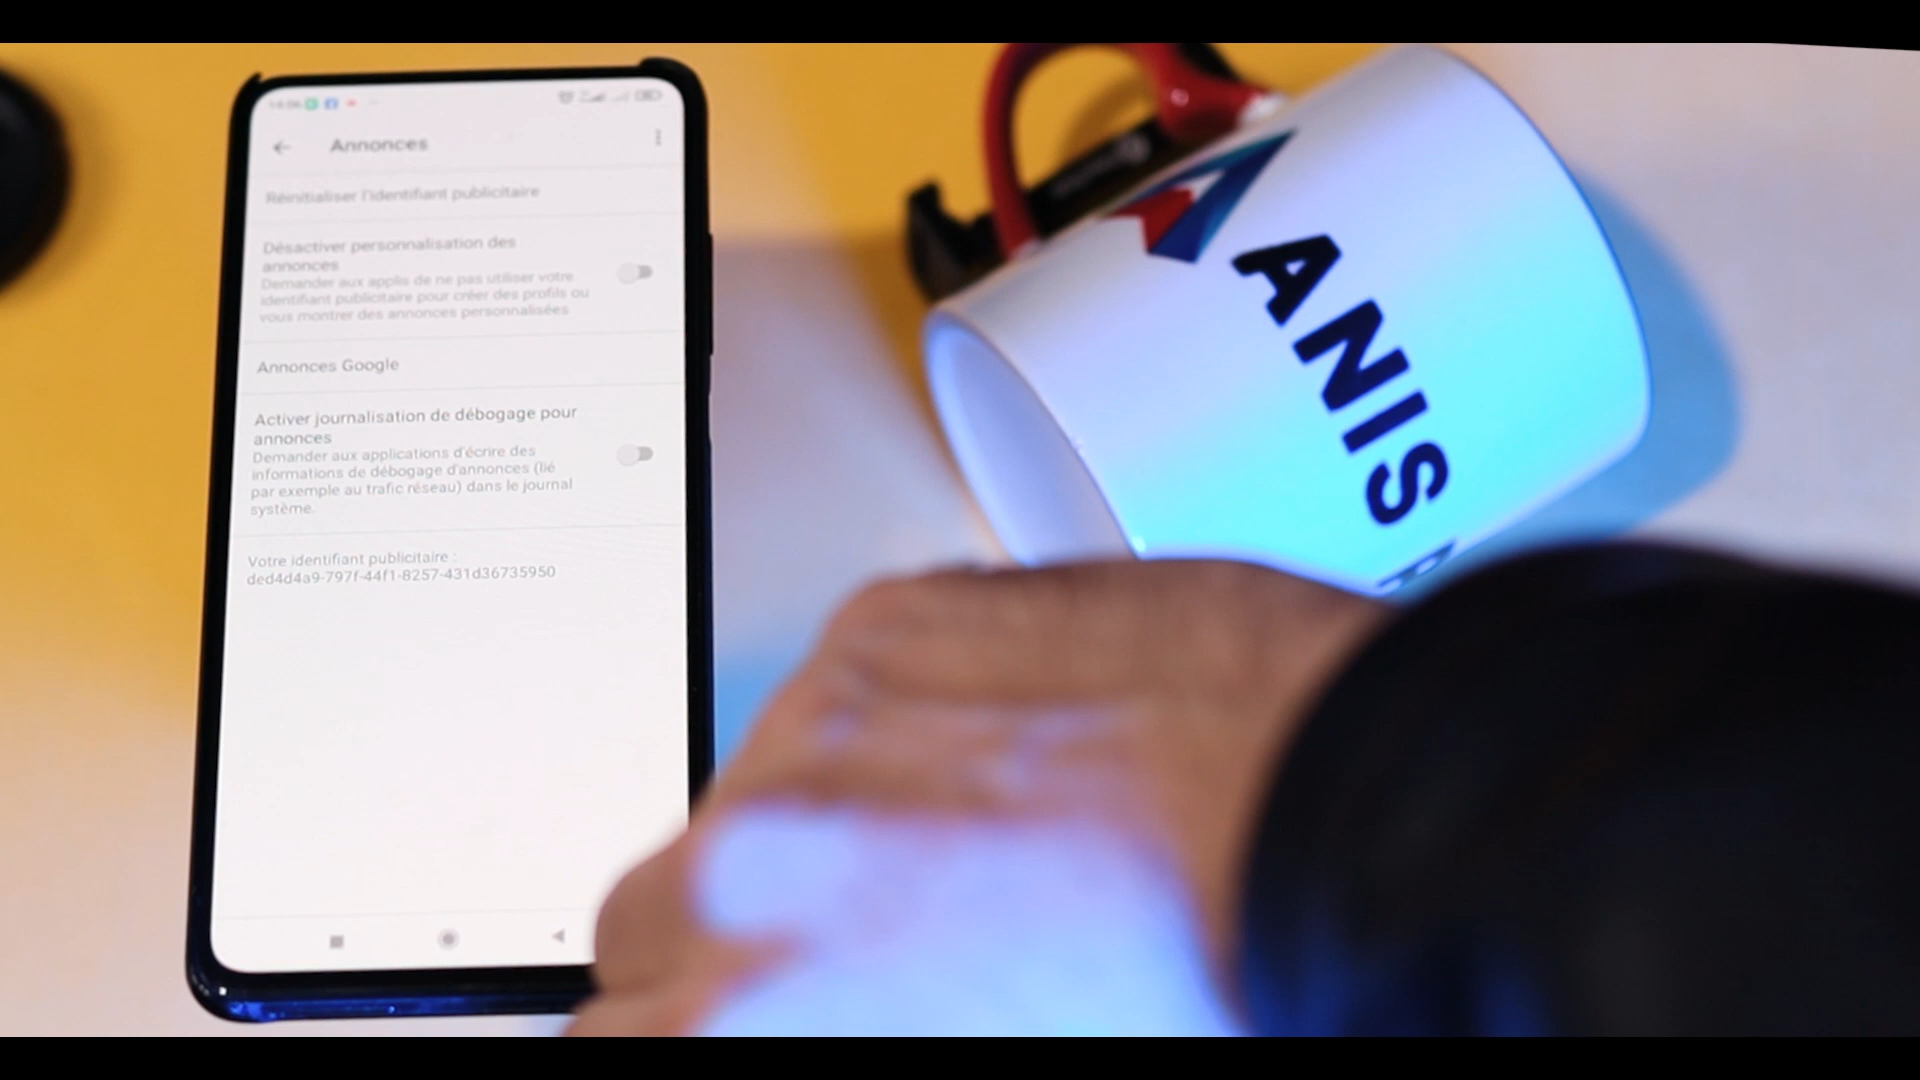 Annonces
Réinitialiser l'identifiant publicitaire
Désactiver personnalisation des
annonces
Demander aux applis de ne pas utiliser votre
identifiant publicitaire pour créer des profils ou
vous montrer des annonces personnalisées
Annonces Google
Activer journalisation de débogage pour
annonces
Demander aux applications d'écrire des
informations de débogage d'annonces (lié
par exemple au trafic réseau) dans le journal
système.
Votre identifiant publicitaire :
ded4d4a9-797f-44f1-8257-431d36735950
ANIS